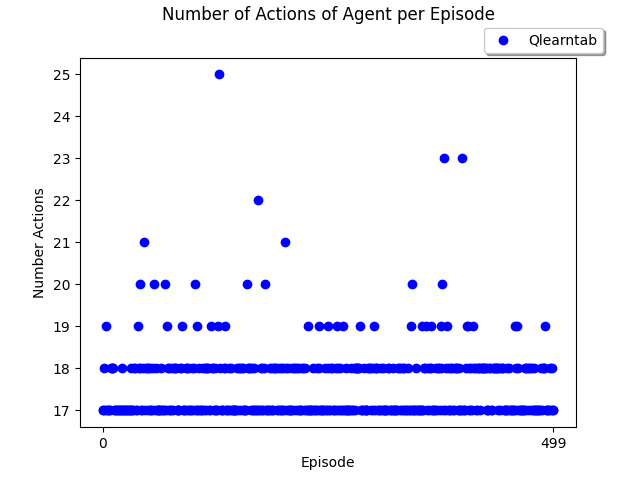 Number of Actions of Agent per Episode
Qlearntab
25
24
23
22
21
20
19
18
17
Number Actions
0 499
Episode